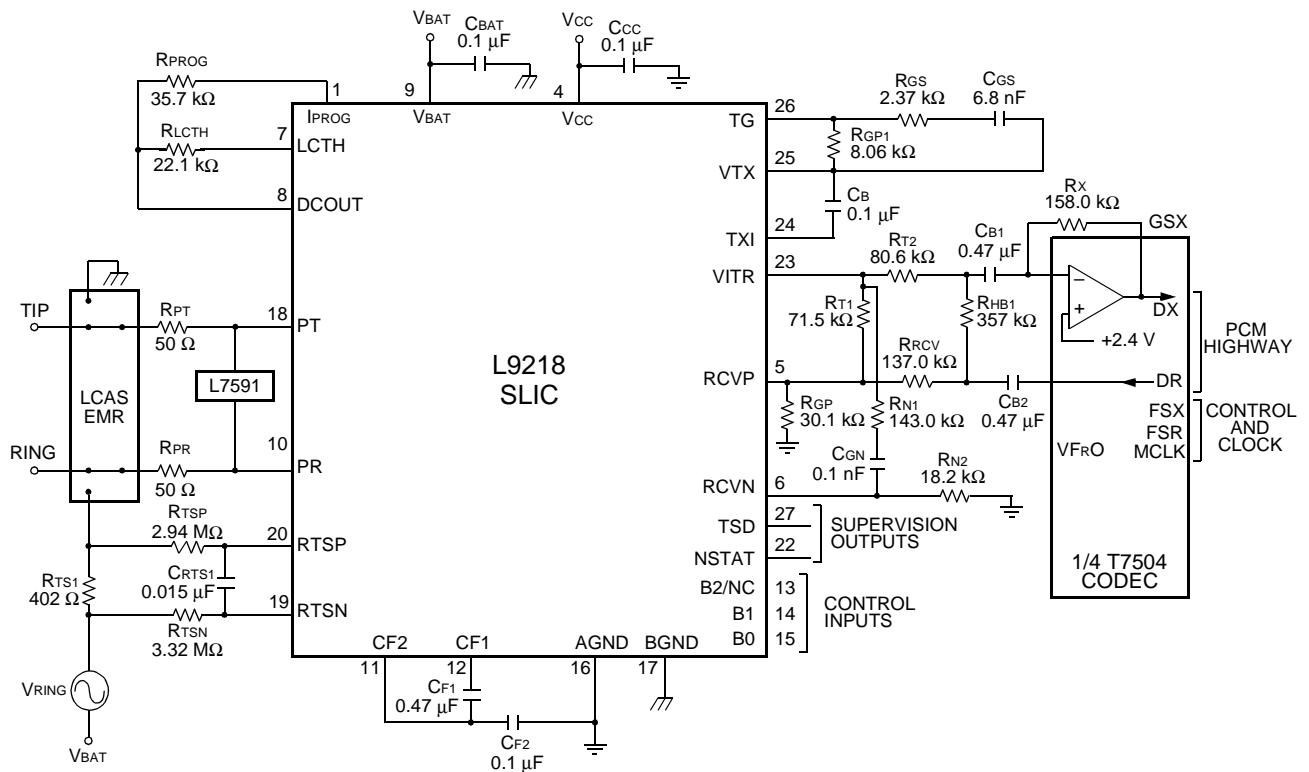 VBAT
CBAT
0.1 µF
VCC
CCC
0.1 µF
RPROG
35.7 kΩ
1
IPROG
9
VBAT
4
VCC
RLCTH
22.1 kΩ
7
LCTH
8
DCOUT
26
TG
RGS
2.37 kΩ
CGS
6.8 nF
RGP1
8.06 kΩ
25
VTX
CB
0.1 µF
24
TXI
23
VITR
RT2
80.6 kΩ
CB1
0.47 µF
RX
158.0 kΩ
GSX
−
+
+2.4 V
DX
PCM
HIGHWAY
RT1
71.5 kΩ
RHB1
357 kΩ
RRCV
137.0 kΩ
5
RCVP
CB2
0.47 µF
DR
RGP
30.1 kΩ
RN1
143.0 kΩ
FSX
FSR
MCLK
CONTROL
AND
CLOCK
VFRO
CGN
0.1 nF
RN2
18.2 kΩ
6
RCVN
1/4 T7504
CODEC
TIP
RPT
50 Ω
18
PT
L7591
LCAS
EMR
L9218
SLIC
RING
RPR
50 Ω
10
PR
RTSP
2.94 MΩ
20
RTSP
RTS1
402 Ω
CRTS1
0.015 µF
19
RTSN
RTSN
3.32 MΩ
VRING
VBAT
27
TSD
22
NSTAT
SUPERVISION
OUTPUTS
B2/NC
13
B1
14
B0
15
CONTROL
INPUTS
CF2
11
CF1
12
AGND
16
BGND
17
CF1
0.47 µF
CF2
0.1 µF